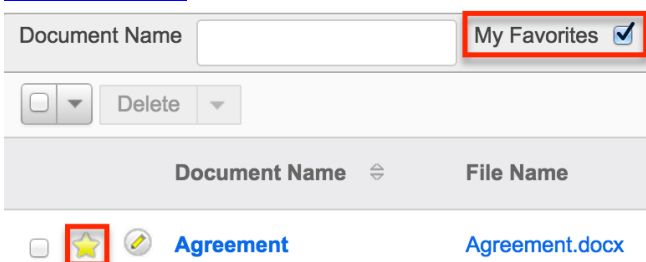 Document Name My Favorites
Delete
Document Name File Name
Agreement Agreement.docx